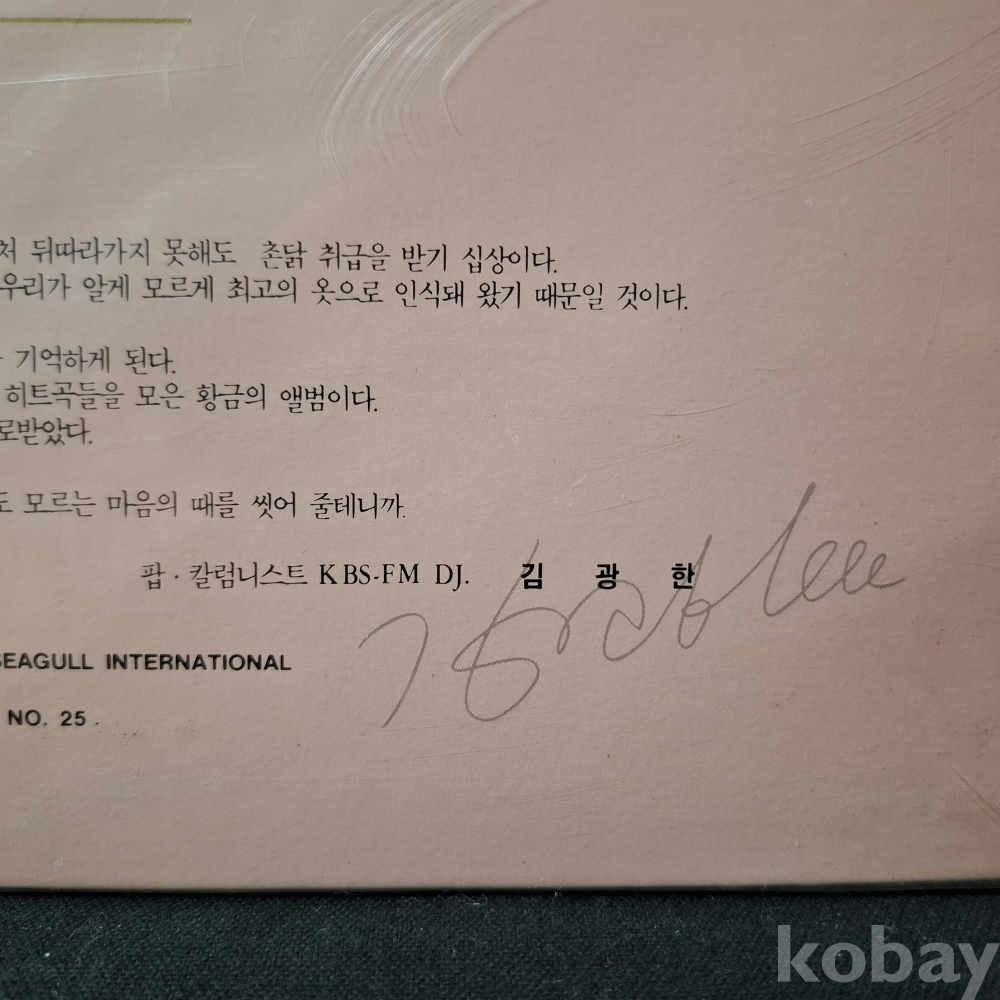 처 뒤따라가지 못해도 촌닭 취급을 받기 십상이다.
우리가 알게 모르게 최고의 옷으로 인식돼 왔기 때문일 것이다.
기억하게 된다.
히트곡들을 모은 황금의 앨범이다.
로받았다.
도 모르는 마음의 때를 씻어 줄테니까.
팝·칼럼니스트 KBS-FM DJ. 김 광 한
SEAGULL INTERNATIONAL
NO. 25.
kobay